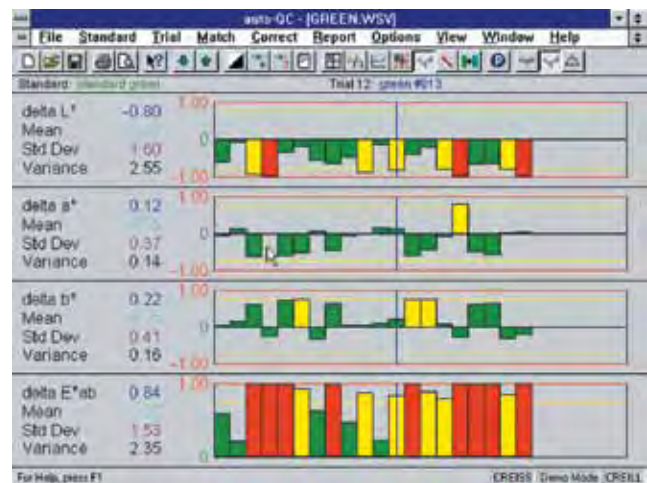 auto-QC - [GREEN.WSV]
File Standard Trial Match Correct Report Options View Window Help
Standard: standard green Trial 12: green #013
delta L* -0.80 1.00
Mean 0
Std Dev 1.60
Variance 2.55 -1.00
delta a* 0.12 1.00
Mean 0
Std Dev 0.37
Variance 0.14 -1.00
delta b* 0.22 1.00
Mean 0
Std Dev 0.41
Variance 0.16 -1.00
delta E*ab 0.84 1.00
Mean
Std Dev 1.53
Variance 2.35 0
For Help, press F1 CREISS Demo Mode CREILL